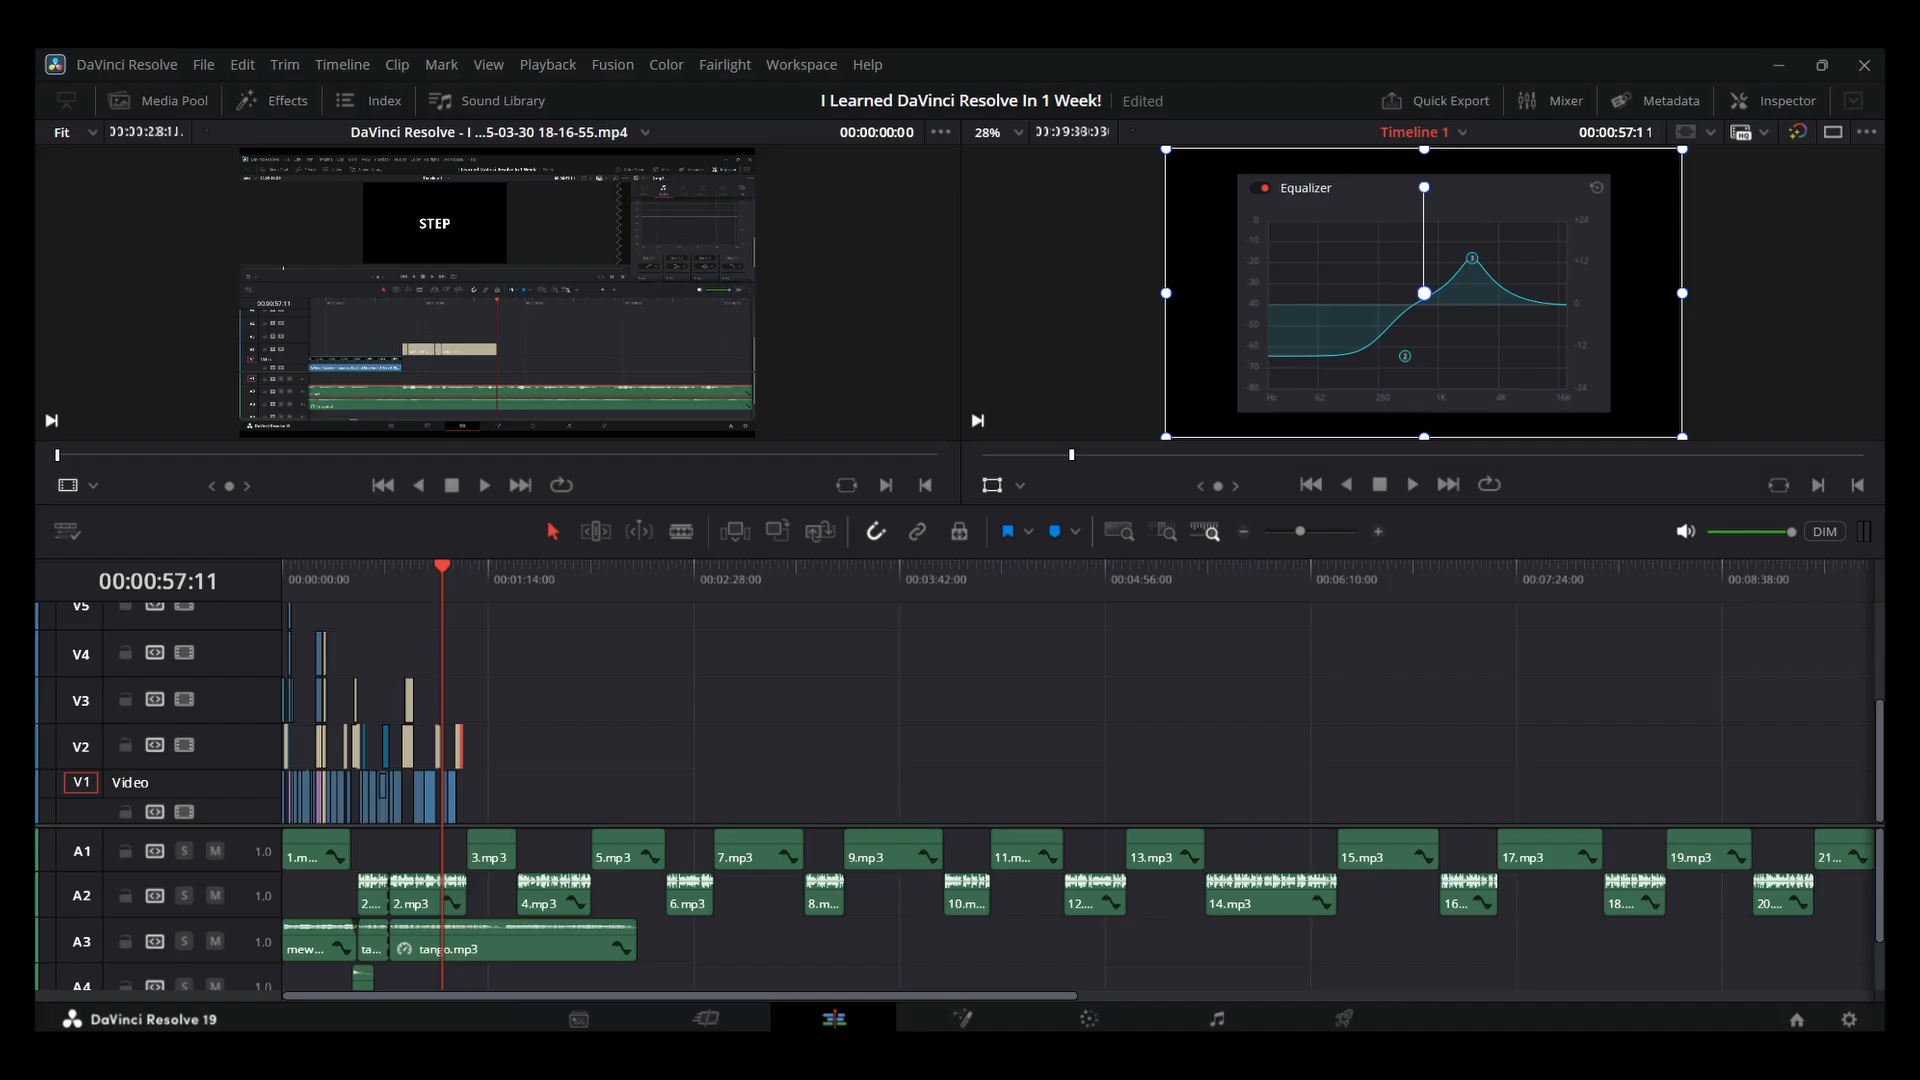 DaVinci Resolve File Edit Trim Timeline Clip Mark View Playback Fusion Color Fairlight Workspace Help
Media Pool Effects Index Sound Library I Learned DaVinci Resolve In 1 Week! Edited Quick Export Mixer Metadata Inspector
Fit DaVinci Resolve - I ...5-03-30 18-16-55.mp4 00:00:00:00 28% Timeline 1 00:00:57:11
STEP
00:00:57:11
Equalizer
0 +24
-10
-20 +12
-30
-40 0
-50
-60 -12
-70
-80 -24
Hz 62 250 1K 4K 16K
3
2
DIM
00:00:57:11 00:00:00:00 00:01:14:00 00:02:28:00 00:03:42:00 00:04:56:00 00:06:10:00 00:07:24:00 00:08:38:00
V5
V4
V3
V2
V1 Video
A1 S M 1.0 1.m... 3.mp3 5.mp3 7.mp3 9.mp3 11.m... 13.mp3 15.mp3 17.mp3 19.mp3 21...
A2 S M 1.0 2.... 2.mp3 4.mp3 6.mp3 8.m... 10.m... 12.... 14.mp3 16... 18.... 20....
A3 S M 1.0 mew... ta... tango.mp3
A4 S M 1.0
DaVinci Resolve 19